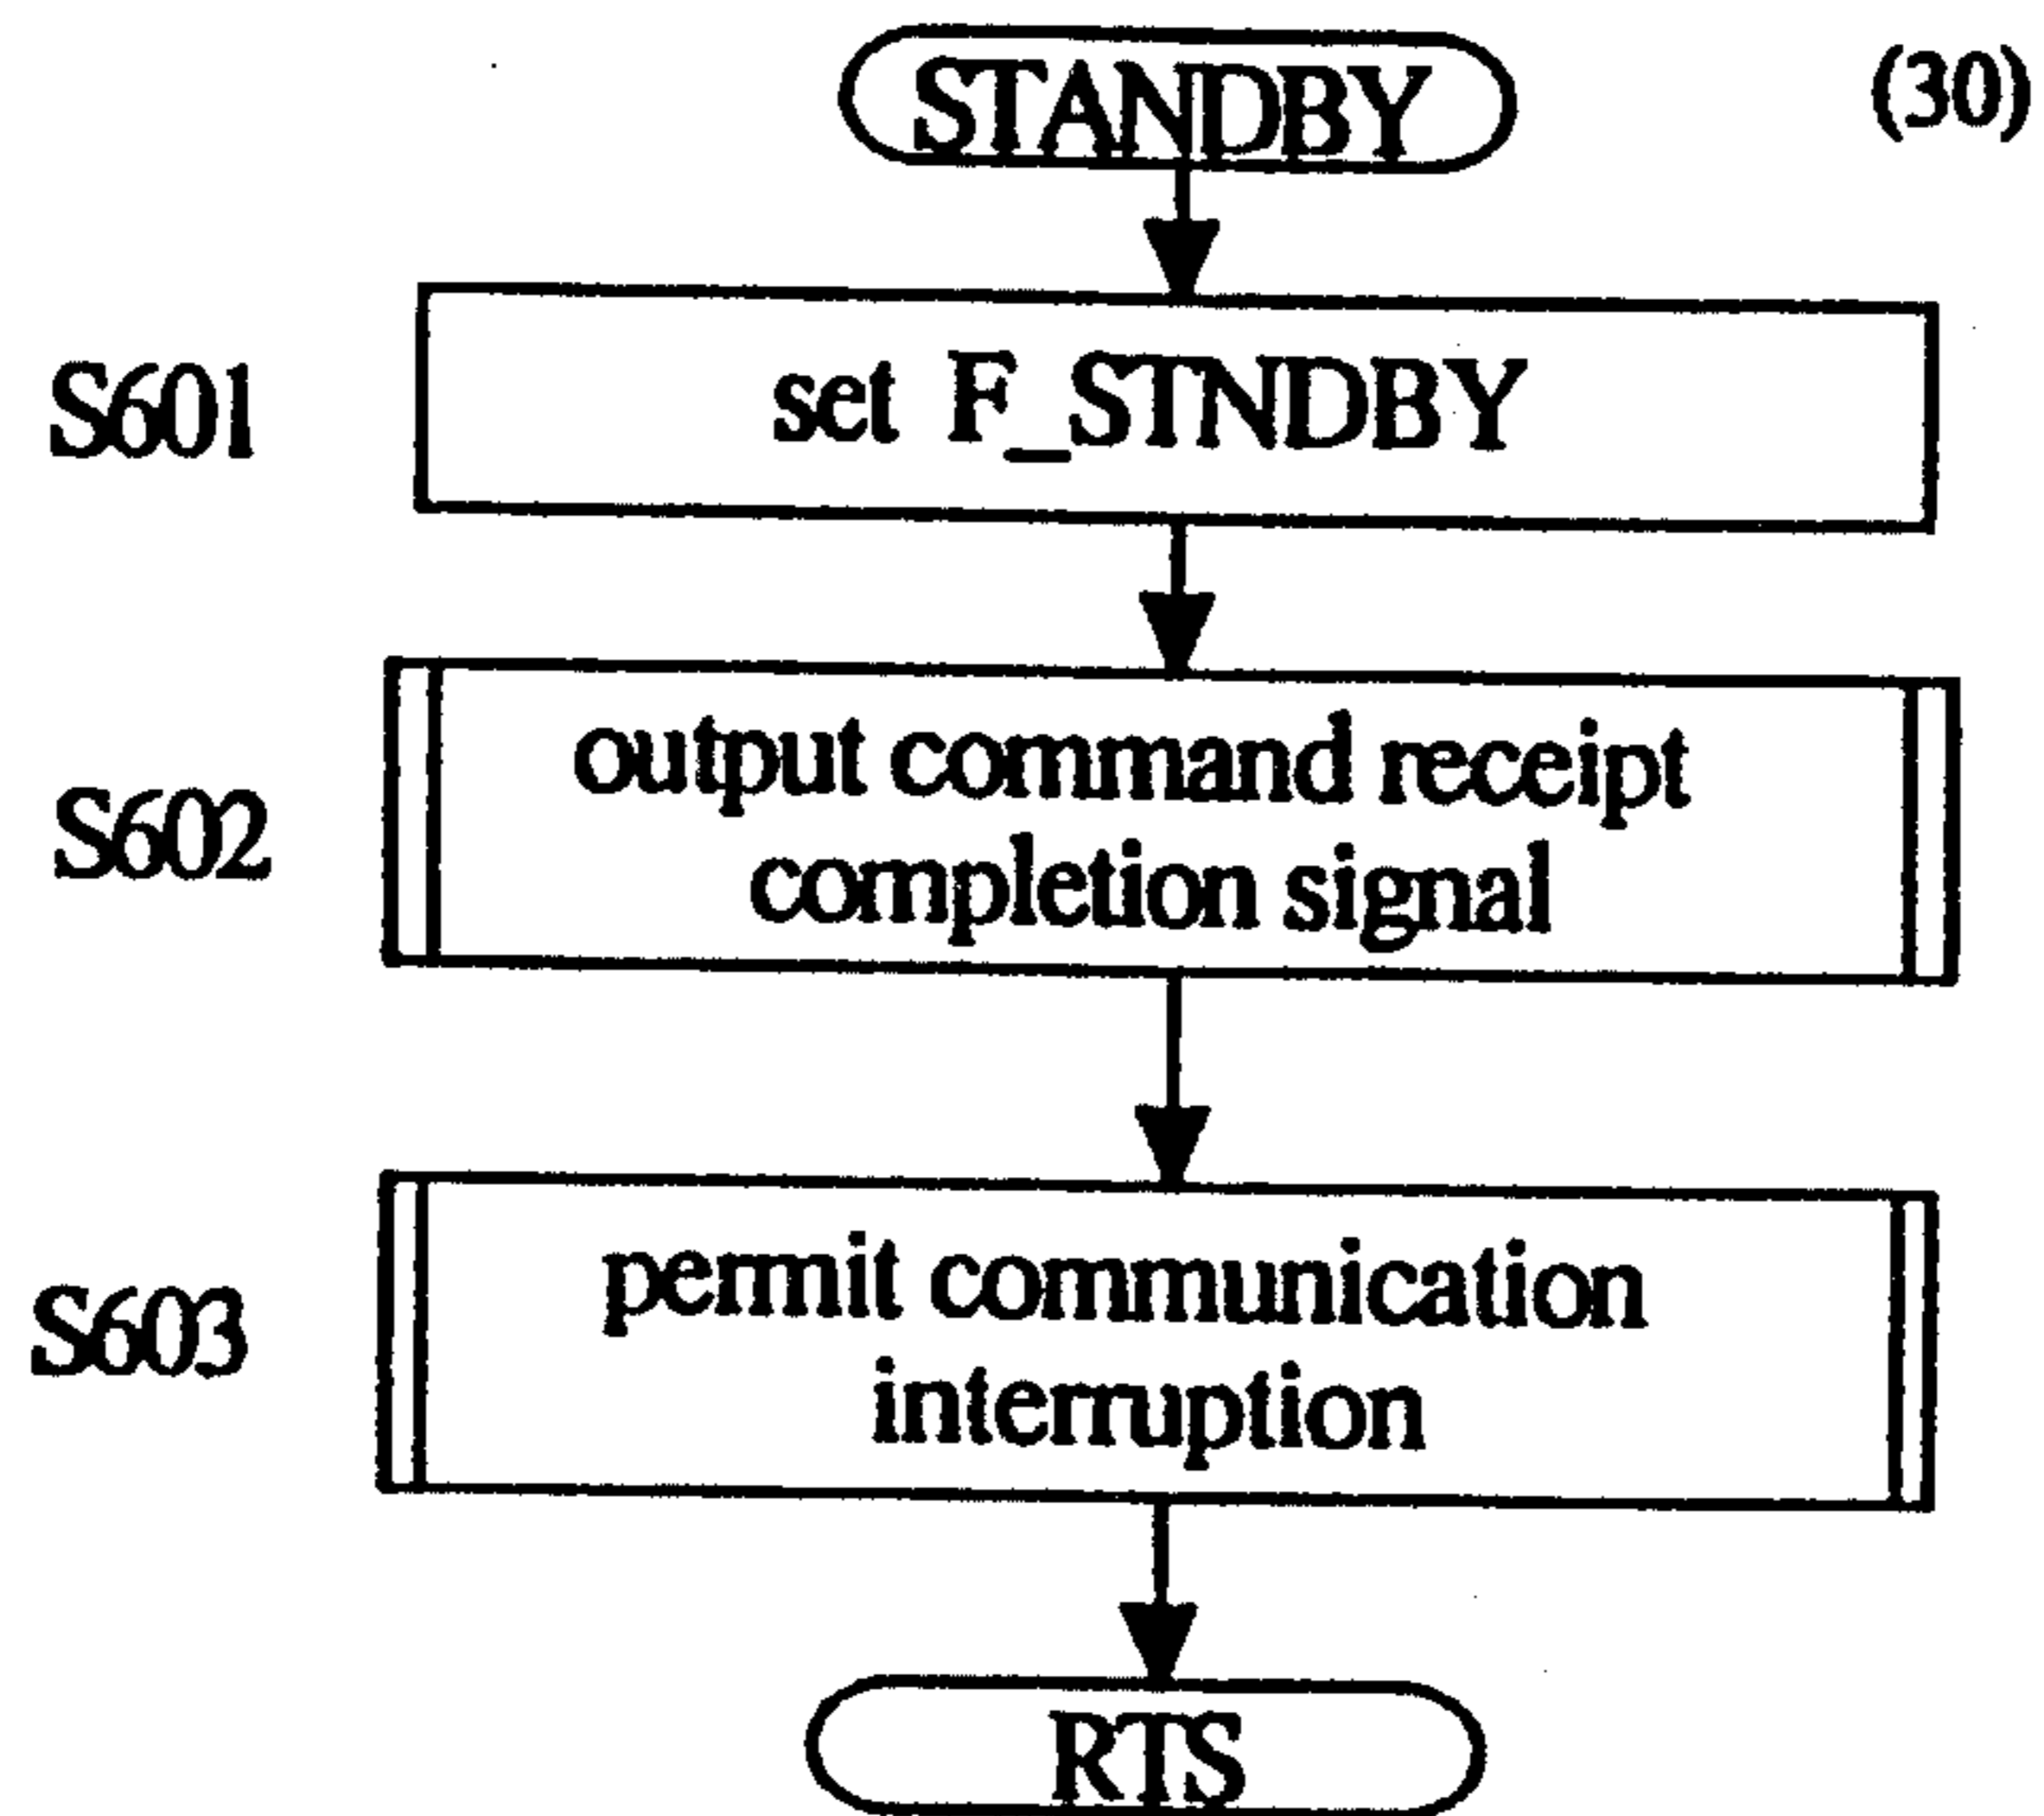 STANDBY
(30)
S601
set F_STNDBY
S602
output command receipt
completion signal
S603
permit communication
interruption
RTS